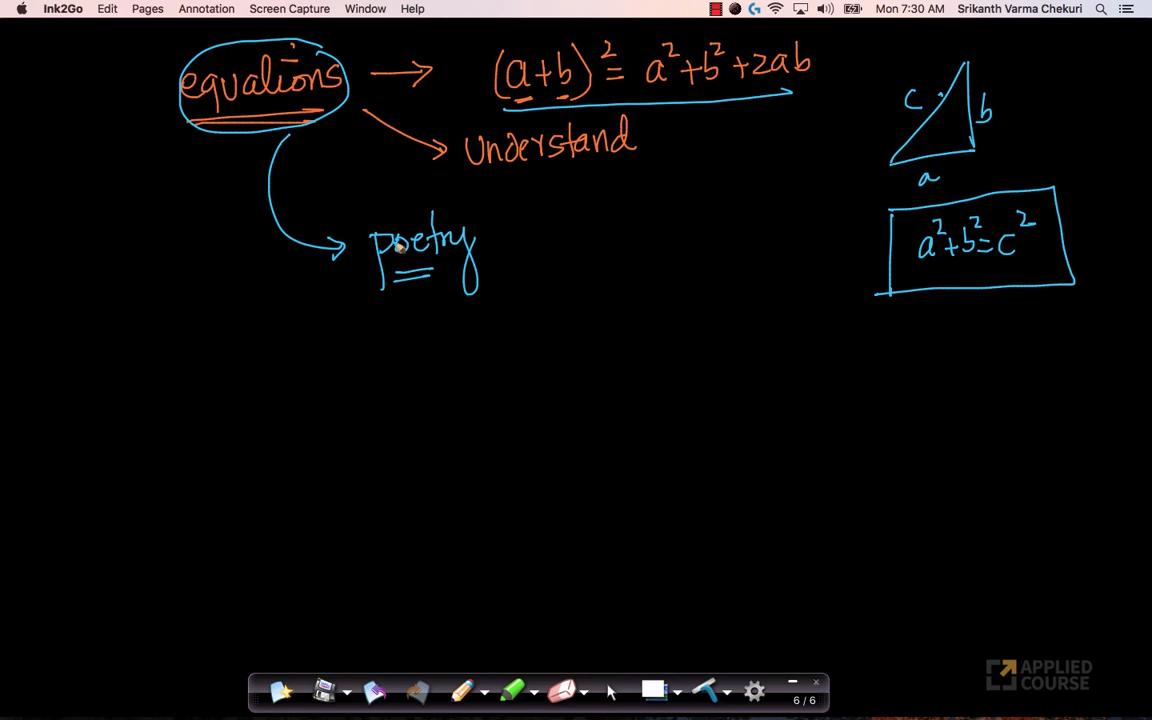 Ink2Go Edit Pages Annotation Screen Capture Window Help Mon 7:30 AM Srikanth Varma Chekuri
equations → (a+b)² = a²+b²+2ab
understand
c b
a
poetry
a²+b²=c²
APPLIED
COURSE
6/6